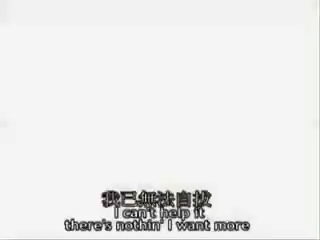 我已無法自拔
I can't help it
there's nothin' I want more